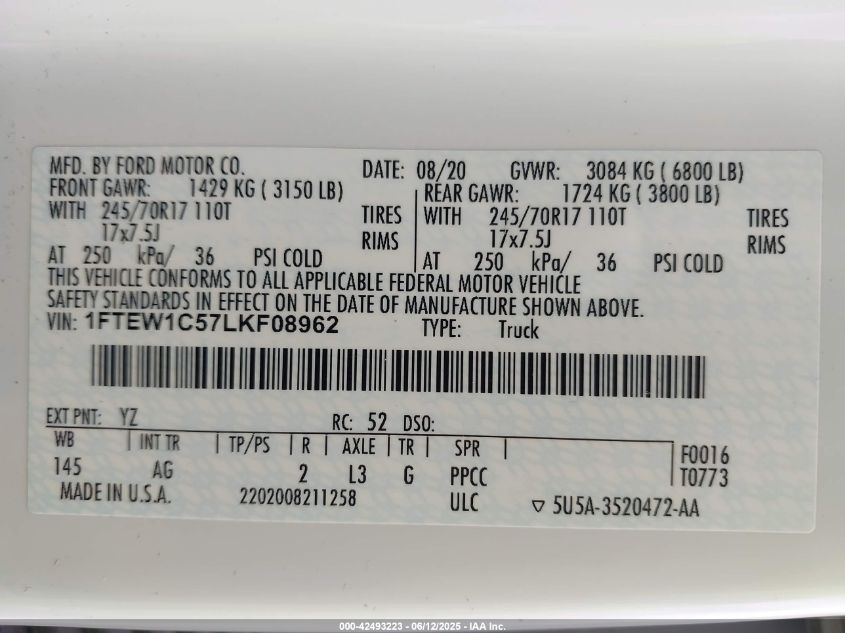 MFD. BY FORD MOTOR CO. DATE: 08/20 GVWR: 3084 KG ( 6800 LB)
FRONT GAWR: 1429 KG ( 3150 LB) REAR GAWR: 1724 KG ( 3800 LB)
WITH 245/70R17 110T TIRES WITH 245/70R17 110T TIRES
17x7.5J RIMS 17x7.5J RIMS
AT 250 kPa/ 36 PSI COLD AT 250 kPa/ 36 PSI COLD
THIS VEHICLE CONFORMS TO ALL APPLICABLE FEDERAL MOTOR VEHICLE
SAFETY STANDARDS IN EFFECT ON THE DATE OF MANUFACTURE SHOWN ABOVE.
VIN: 1FTEW1C57LKF08962 TYPE: Truck
EXT PNT: YZ RC: 52 DSO:
WB INT TR TP/PS R AXLE TR SPR F0016
145 AG 2 L3 G PPCC T0773
MADE IN U.S.A. 2202008211258 ULC ▽ 5U5A-3520472-AA
000-42493223 - 06/12/2025 - IAA Inc.